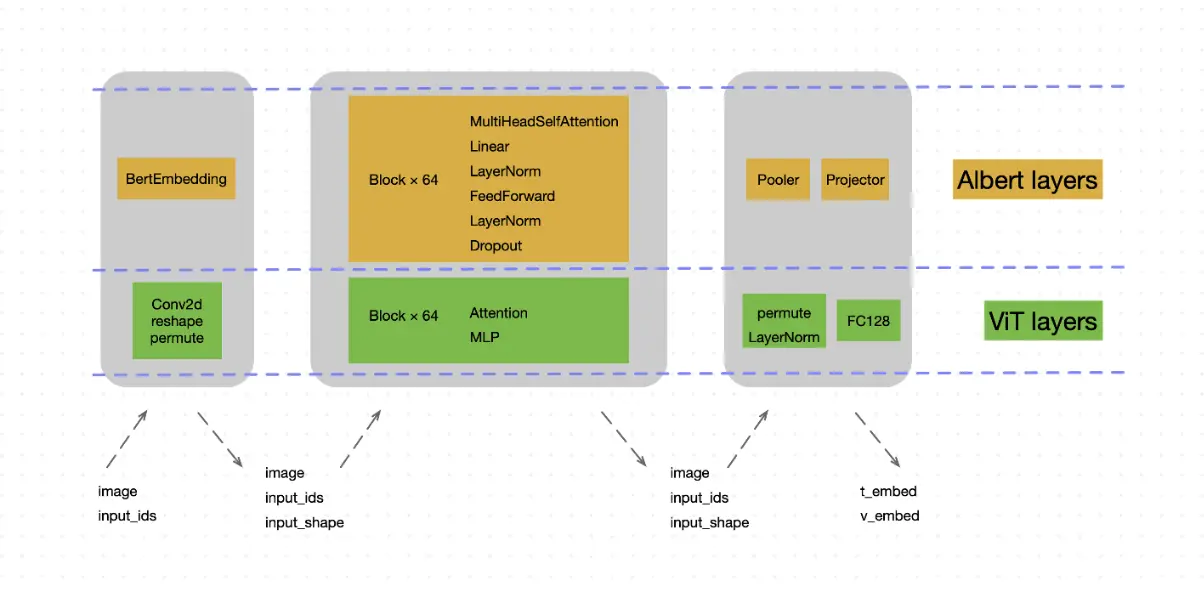 BertEmbedding
Block × 64
MultiHeadSelfAttention
Linear
LayerNorm
FeedForward
LayerNorm
Dropout
Pooler
Projector
Albert layers
Conv2d
reshape
permute
Block × 64
Attention
MLP
permute
LayerNorm
FC128
ViT layers
image
input_ids
image
input_ids
input_shape
image
input_ids
input_shape
t_embed
v_embed